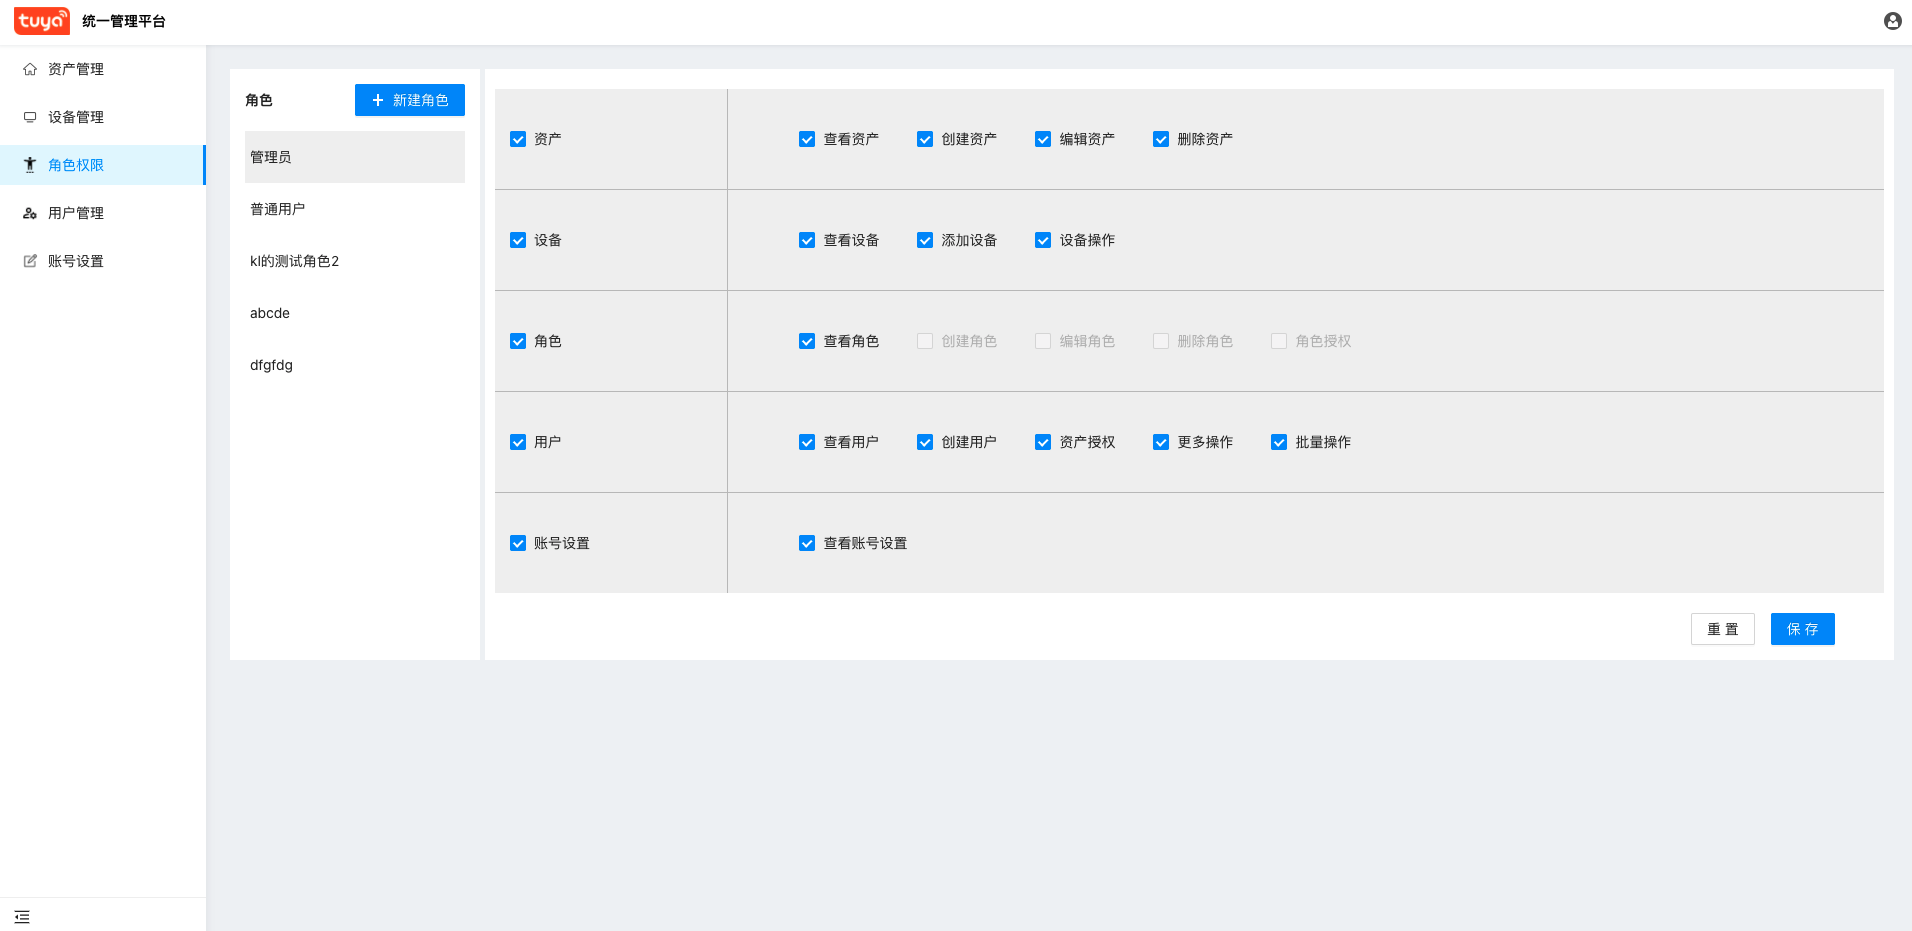 tuya 统一管理平台
资产管理
设备管理
角色权限
用户管理
账号设置
角色
新建角色
管理员
普通用户
kl的测试角色2
abcde
dfgfdg
资产 查看资产 创建资产 编辑资产 删除资产
设备 查看设备 添加设备 设备操作
角色 查看角色 创建角色 编辑角色 删除角色 角色授权
用户 查看用户 创建用户 资产授权 更多操作 批量操作
账号设置 查看账号设置
重 置 保 存